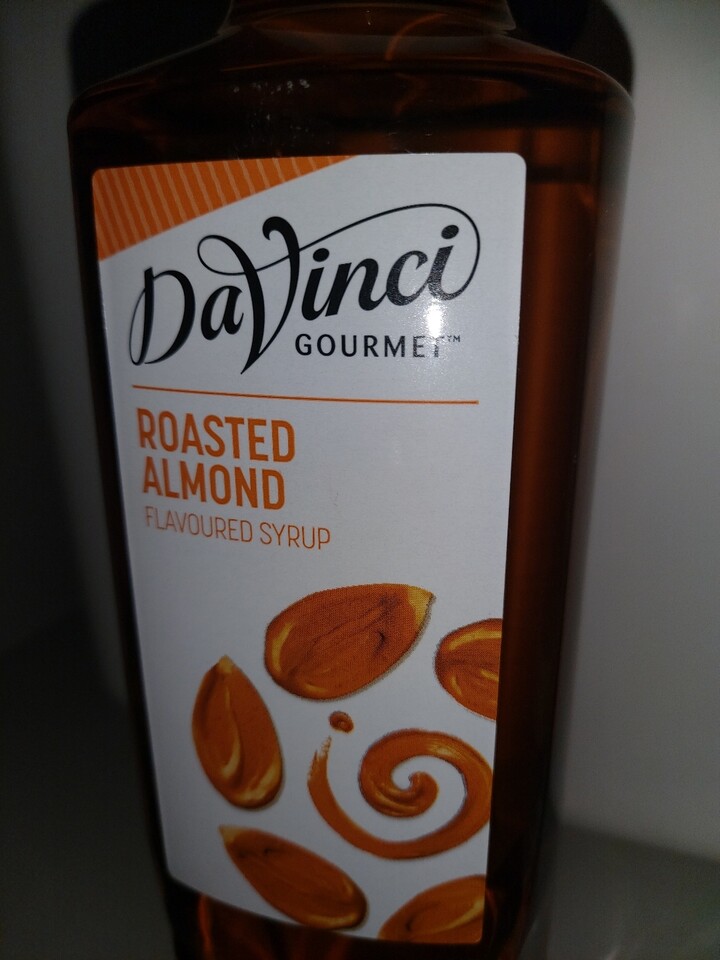 DaVinci
GOURMET™
ROASTED
ALMOND
FLAVOURED SYRUP